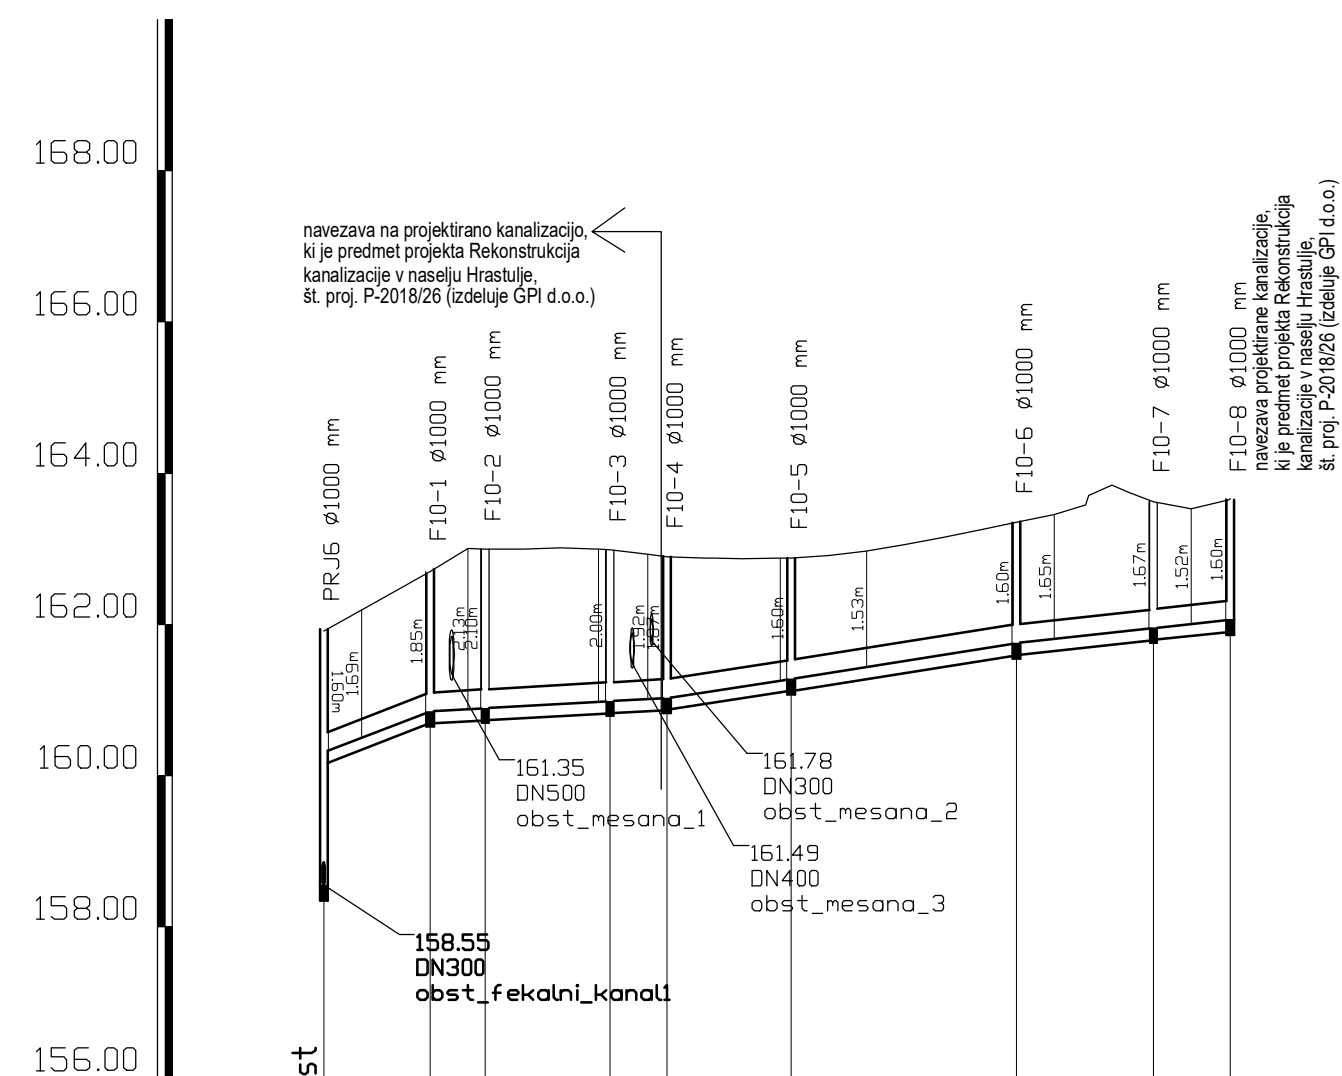 168.00
166.00
164.00
162.00
160.00
158.00
156.00
navezava na projektirano kanalizacijo,
ki je predmet projekta Rekonstrukcija
kanalizacije v naselju Hrastulje,
št. proj. P-2018/26 (izdeluje GPI d.o.o.)
PRJ6 Ø1000 mm
F10-1 Ø1000 mm
F10-2 Ø1000 mm
F10-3 Ø1000 mm
F10-4 Ø1000 mm
F10-5 Ø1000 mm
F10-6 Ø1000 mm
F10-7 Ø1000 mm
F10-8 Ø1000 mm
navezava projektirane kanalizacije,
ki je predmet projekta Rekonstrukcija
kanalizacije v naselju Hrastulje,
št. proj. P-2018/26 (izdeluje GPI d.o.o.)
1.60m
1.69m
1.85m
2.13m
2.10m
2.00m
1.92m
1.87m
1.60m
1.53m
1.60m
1.65m
1.67m
1.52m
1.60m
161.35
DN500
obst_mesana_1
161.78
DN300
obst_mesana_2
161.49
DN400
obst_mesana_3
158.55
DN300
obst_fekalni_kanal1
st